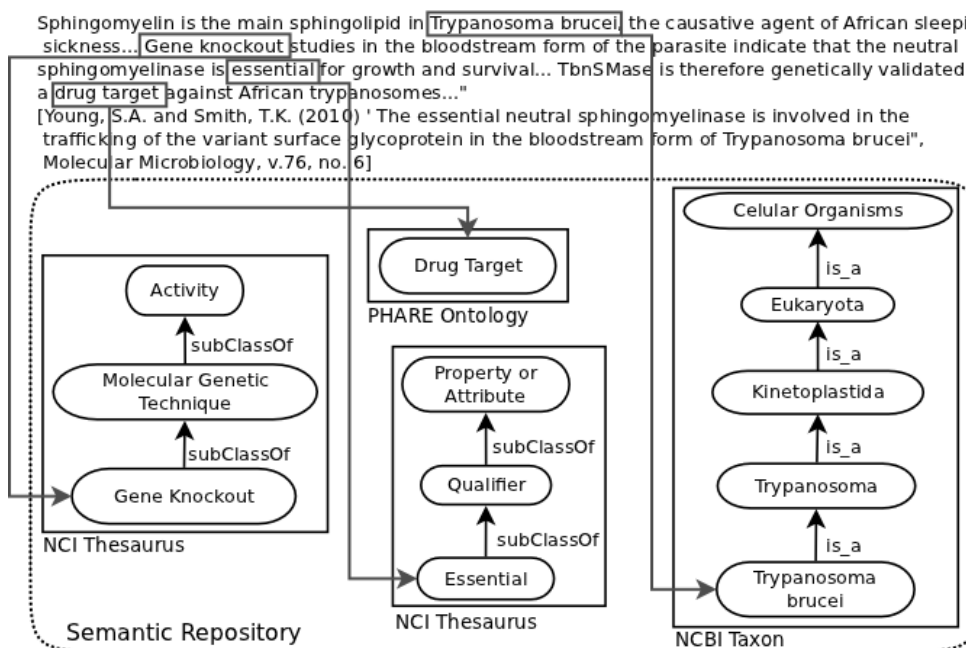 Sphingomyelin is the main sphingolipid in Trypanosoma brucei, the causative agent of African sleepi
sickness... Gene knockout studies in the bloodstream form of the parasite indicate that the neutral
sphingomyelinase is essential for growth and survival... TbnSMase is therefore genetically validated
a drug target against African trypanosomes..."
[Young, S.A. and Smith, T.K. (2010) ' The essential neutral sphingomyelinase is involved in the
trafficking of the variant surface glycoprotein in the bloodstream form of Trypanosoma brucei",
Molecular Microbiology, v.76, no. 6]
Activity
subClassOf
Molecular Genetic
Technique
subClassOf
Gene Knockout
NCI Thesaurus
Drug Target
PHARE Ontology
Property or
Attribute
subClassOf
Qualifier
subClassOf
Essential
NCI Thesaurus
Celular Organisms
is_a
Eukaryota
is_a
Kinetoplastida
is_a
Trypanosoma
is_a
Trypanosoma
brucei
NCBI Taxon
Semantic Repository